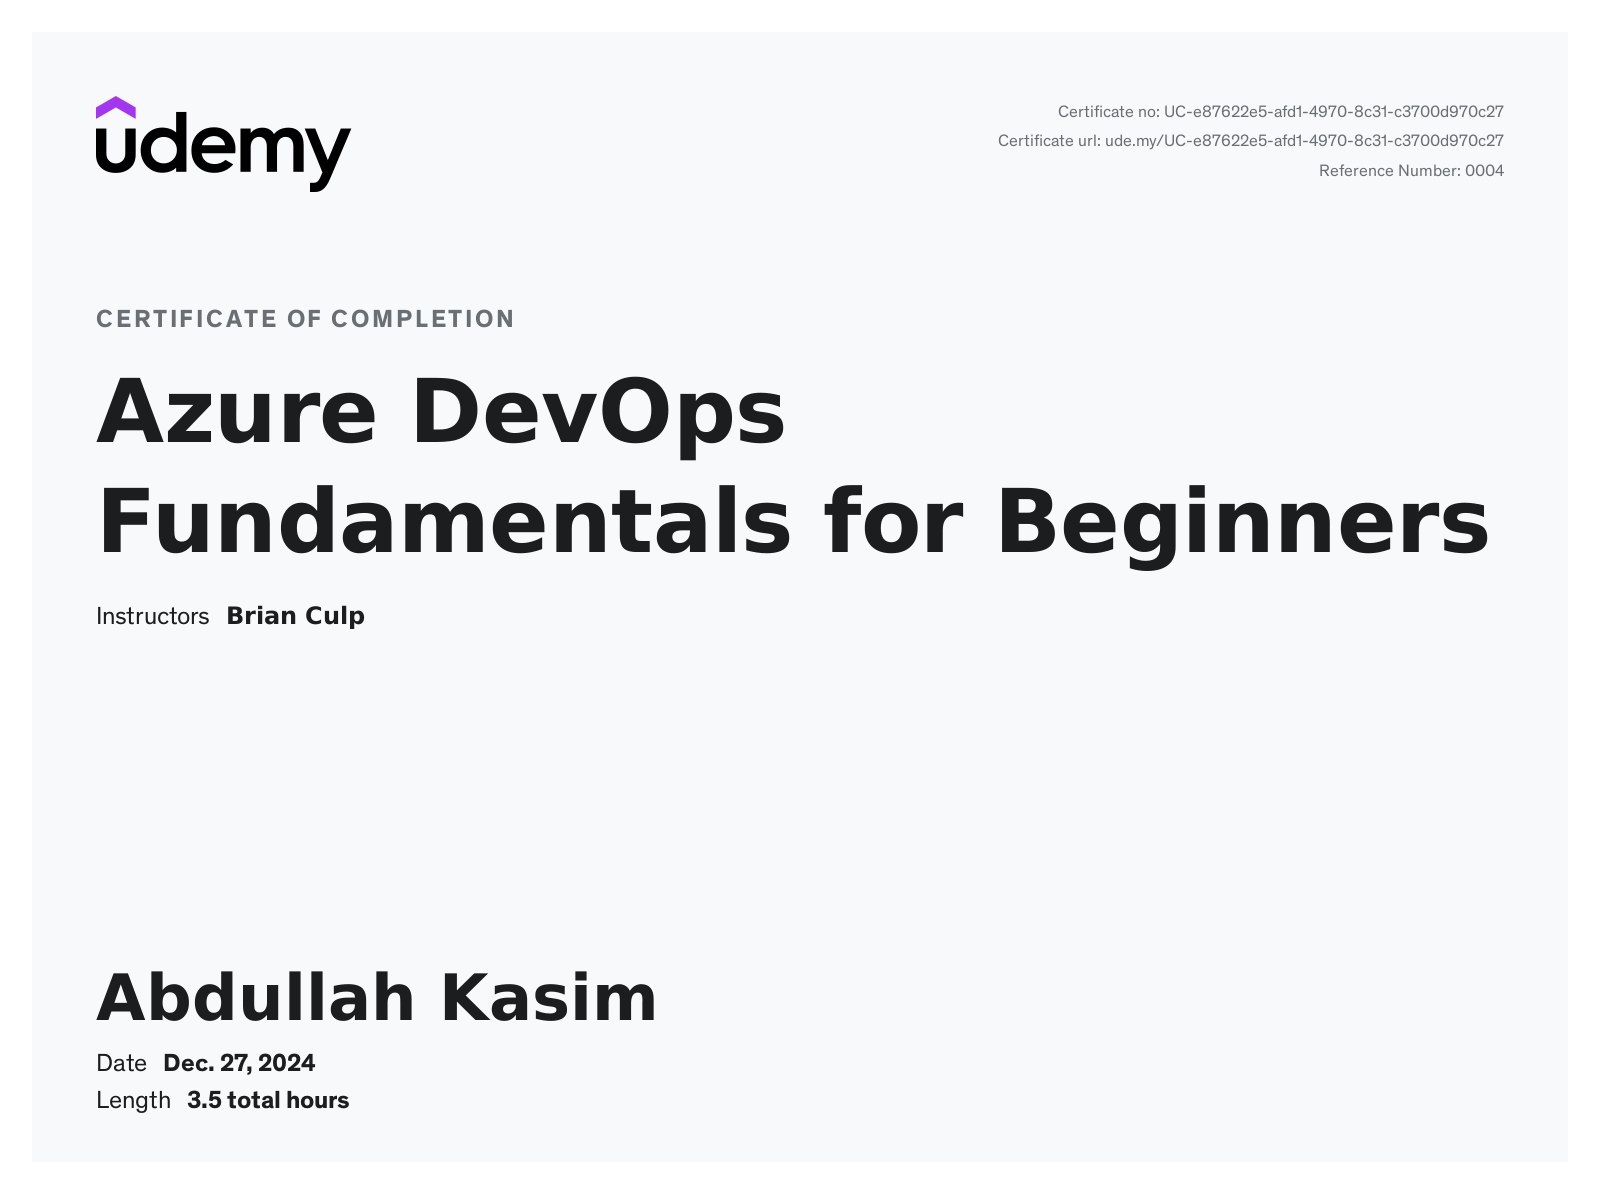 udemy
Certificate no: UC-e87622e5-afd1-4970-8c31-c3700d970c27
Certificate url: ude.my/UC-e87622e5-afd1-4970-8c31-c3700d970c27
Reference Number: 0004
CERTIFICATE OF COMPLETION
Azure DevOps
Fundamentals for Beginners
Instructors Brian Culp
Abdullah Kasim
Date Dec. 27, 2024
Length 3.5 total hours